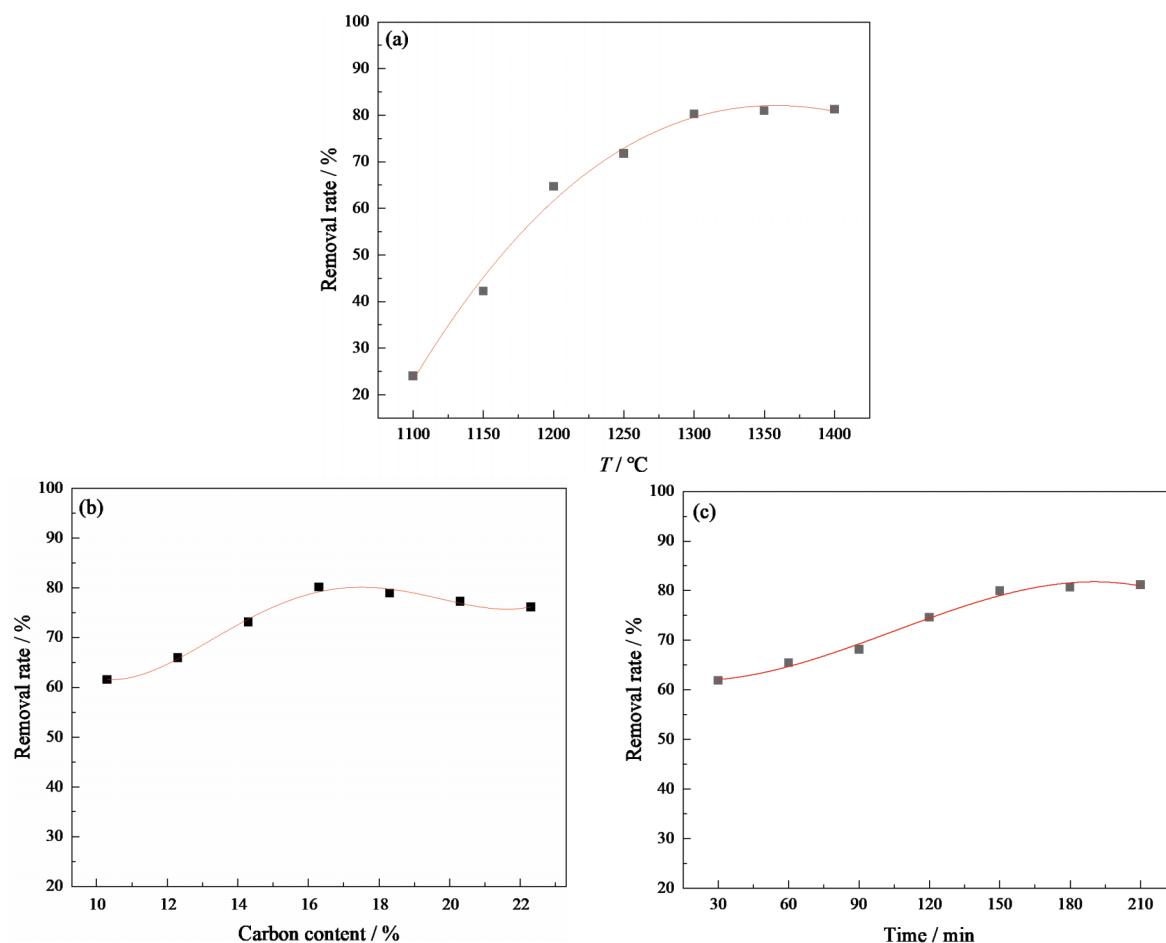 (a)
100
90
80
70
60
50
40
30
20
Removal rate / %
1100 1150 1200 1250 1300 1350 1400
T / °C
(b)
100
90
80
70
60
50
40
30
20
Removal rate / %
10 12 14 16 18 20 22
Carbon content / %
(c)
100
90
80
70
60
50
40
30
20
Removal rate / %
30 60 90 120 150 180 210
Time / min